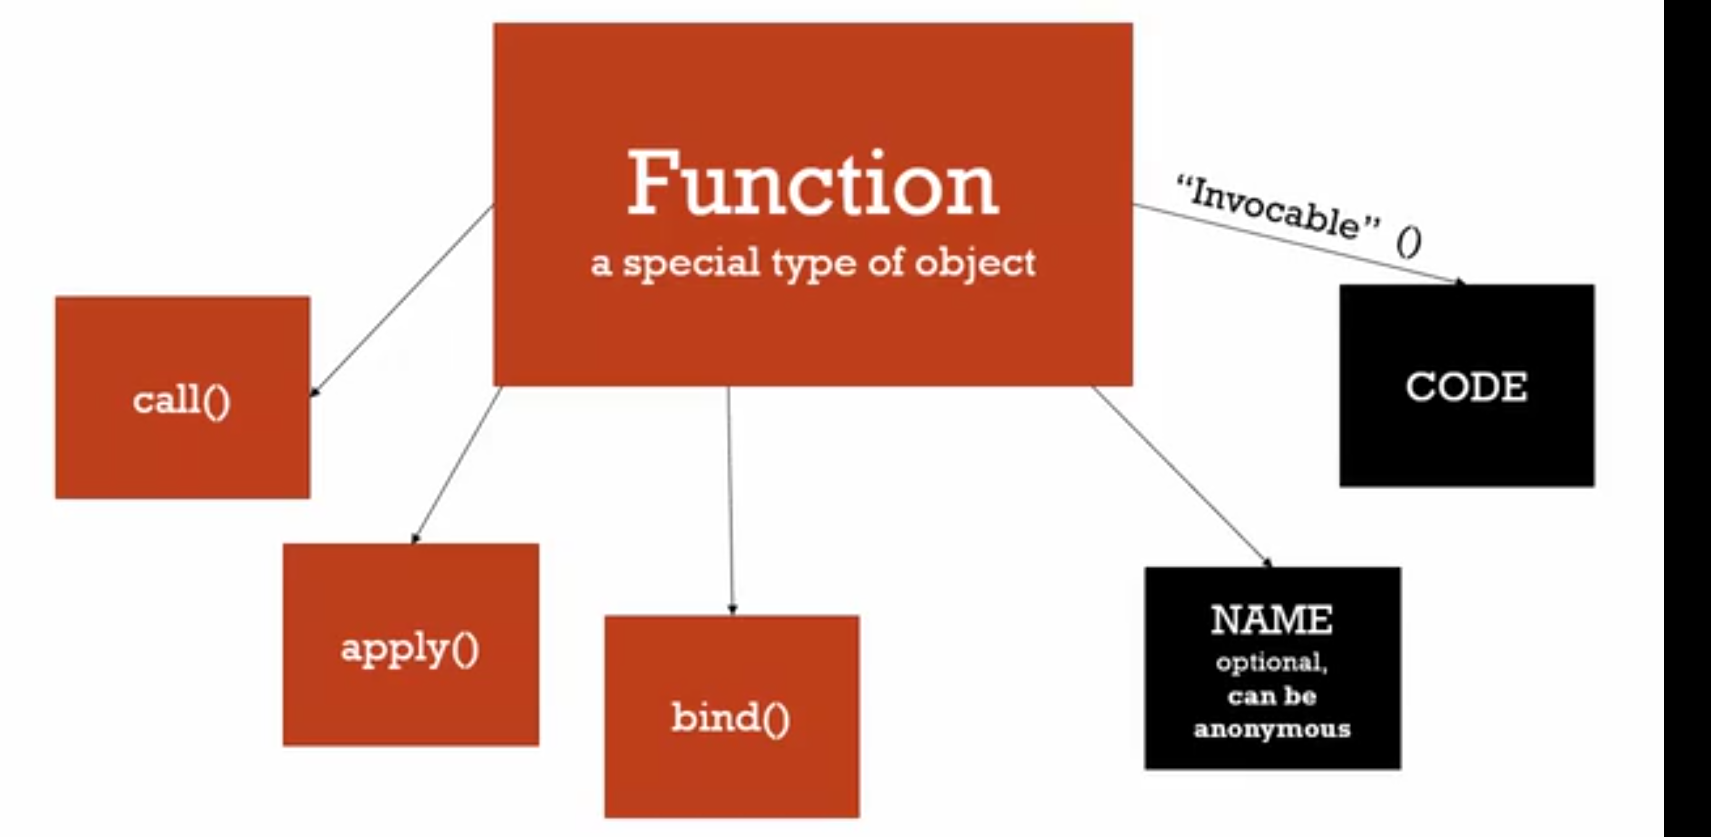 Function
a special type of object
“Invocable” ()
call()
CODE
apply()
bind()
NAME
optional,
can be
anonymous